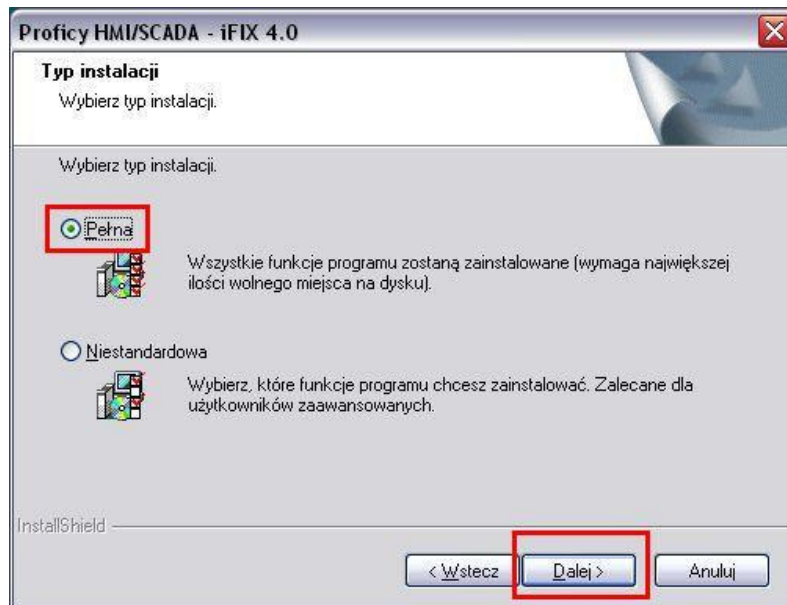 Proficy HMI/SCADA - iFIX 4.0
Typ instalacji
Wybierz typ instalacji.
Wybierz typ instalacji.
Pełna
Wszystkie funkcje programu zostaną zainstalowane (wymaga największej
ilości wolnego miejsca na dysku).
Niestandardowa
Wybierz, które funkcje programu chcesz zainstalować. Zalecane dla
użytkowników zaawansowanych.
InstallShield
< Wstecz Dalej > Anuluj